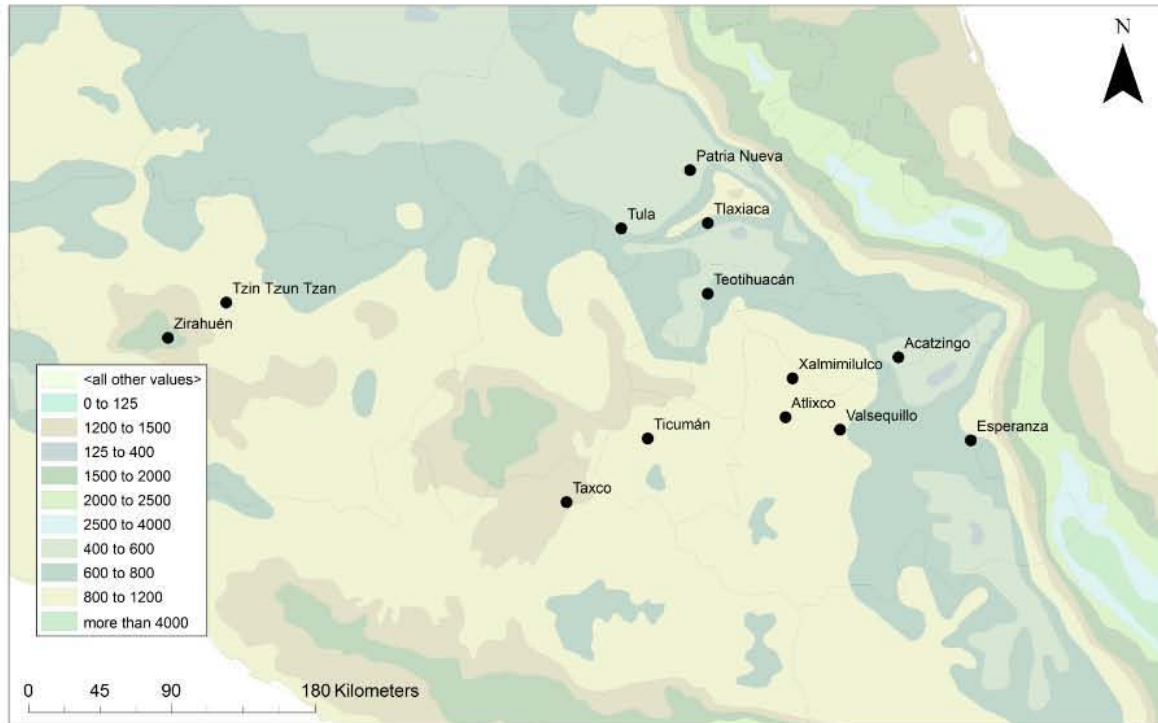 N
Patria Nueva
Tula
Tlaxiaca
Tzin Tzun Tzan
Teotihuacán
Zirahuén
Acatzingo
Xalmimilulco
Atlixco
Valsequillo
Ticumán
Esperanza
Taxco
<all other values>
0 to 125
1200 to 1500
125 to 400
1500 to 2000
2000 to 2500
2500 to 4000
400 to 600
600 to 800
800 to 1200
more than 4000
0 45 90 180 Kilometers